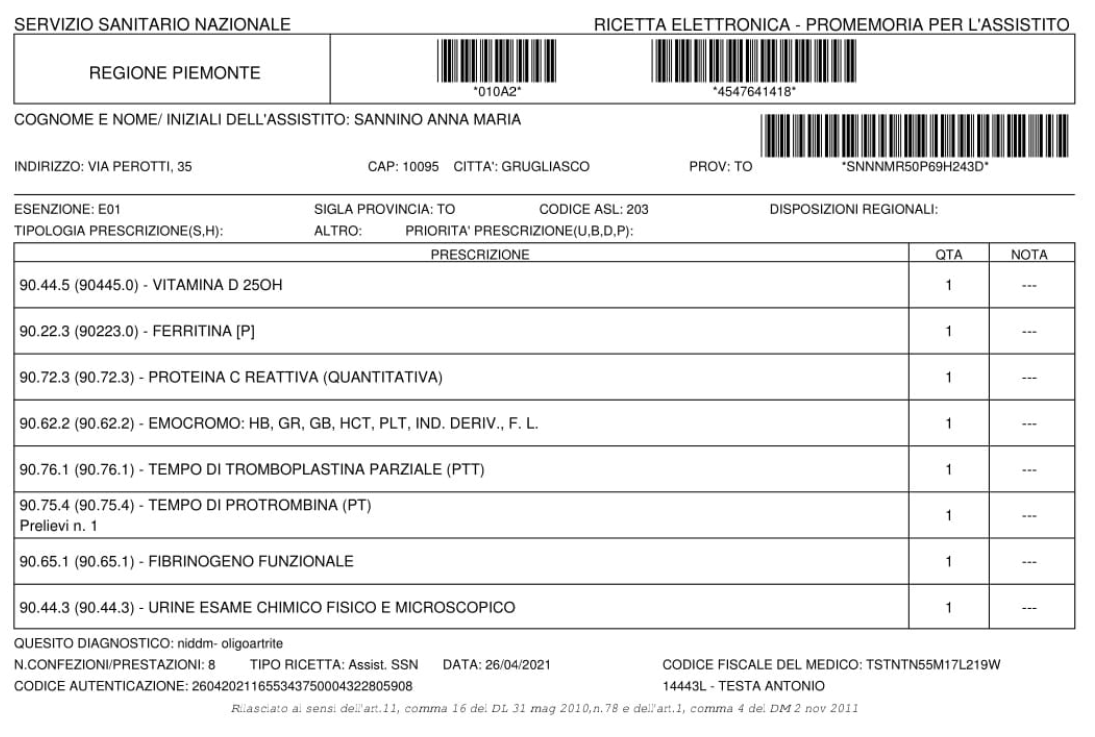 SERVIZIO SANITARIO NAZIONALE RICETTA ELETTRONICA - PROMEMORIA PER L'ASSISTITO
REGIONE PIEMONTE
*010A2* *4547641418*
COGNOME E NOME/ INIZIALI DELL'ASSISTITO: SANNINO ANNA MARIA
INDIRIZZO: VIA PEROTTI, 35 CAP: 10095 CITTA': GRUGLIASCO PROV: TO *SNNNMR50P69H243D*
ESENZIONE: E01 SIGLA PROVINCIA: TO CODICE ASL: 203 DISPOSIZIONI REGIONALI:
TIPOLOGIA PRESCRIZIONE(S,H): ALTRO: PRIORITA' PRESCRIZIONE(U,B,D,P):
PRESCRIZIONE QTA NOTA
90.44.5 (90445.0) - VITAMINA D 25OH 1 ---
90.22.3 (90223.0) - FERRITINA [P] 1 ---
90.72.3 (90.72.3) - PROTEINA C REATTIVA (QUANTITATIVA) 1 ---
90.62.2 (90.62.2) - EMOCROMO: HB, GR, GB, HCT, PLT, IND. DERIV., F. L. 1 ---
90.76.1 (90.76.1) - TEMPO DI TROMBOPLASTINA PARZIALE (PTT) 1 ---
90.75.4 (90.75.4) - TEMPO DI PROTROMBINA (PT) 1 ---
Prelievi n. 1
90.65.1 (90.65.1) - FIBRINOGENO FUNZIONALE 1 ---
90.44.3 (90.44.3) - URINE ESAME CHIMICO FISICO E MICROSCOPICO 1 ---
QUESITO DIAGNOSTICO: niddm- oligoartrite
N.CONFEZIONI/PRESTAZIONI: 8 TIPO RICETTA: Assist. SSN DATA: 26/04/2021 CODICE FISCALE DEL MEDICO: TSTNTN55M17L219W
CODICE AUTENTICAZIONE: 260420211655343750004322805908 14443L - TESTA ANTONIO
Rilasciato ai sensi dell'art.11, comma 16 del DL 31 mag 2010,n.78 e dell'art.1, comma 4 del DM 2 nov 2011